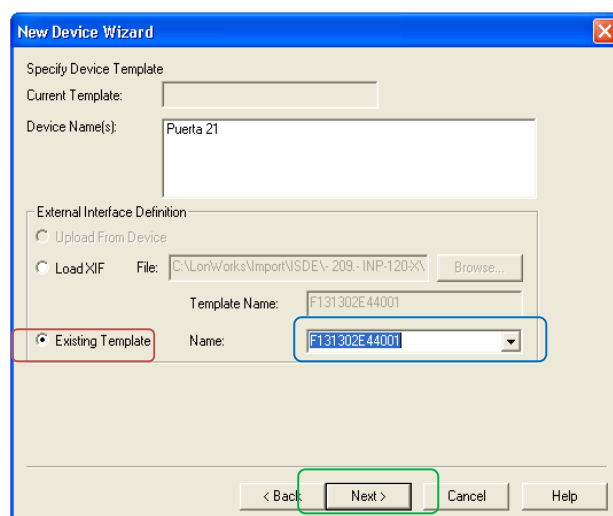 New Device Wizard
Specify Device Template
Current Template:
Device Name(s): Puerta 21
External Interface Definition
Upload From Device
Load XIF File: C:\LonWorks\Import\ISDE\- 209.- INP-120-X\ Browse...
Template Name: F131302E44001
Existing Template Name: F131302E44001
< Back Next > Cancel Help